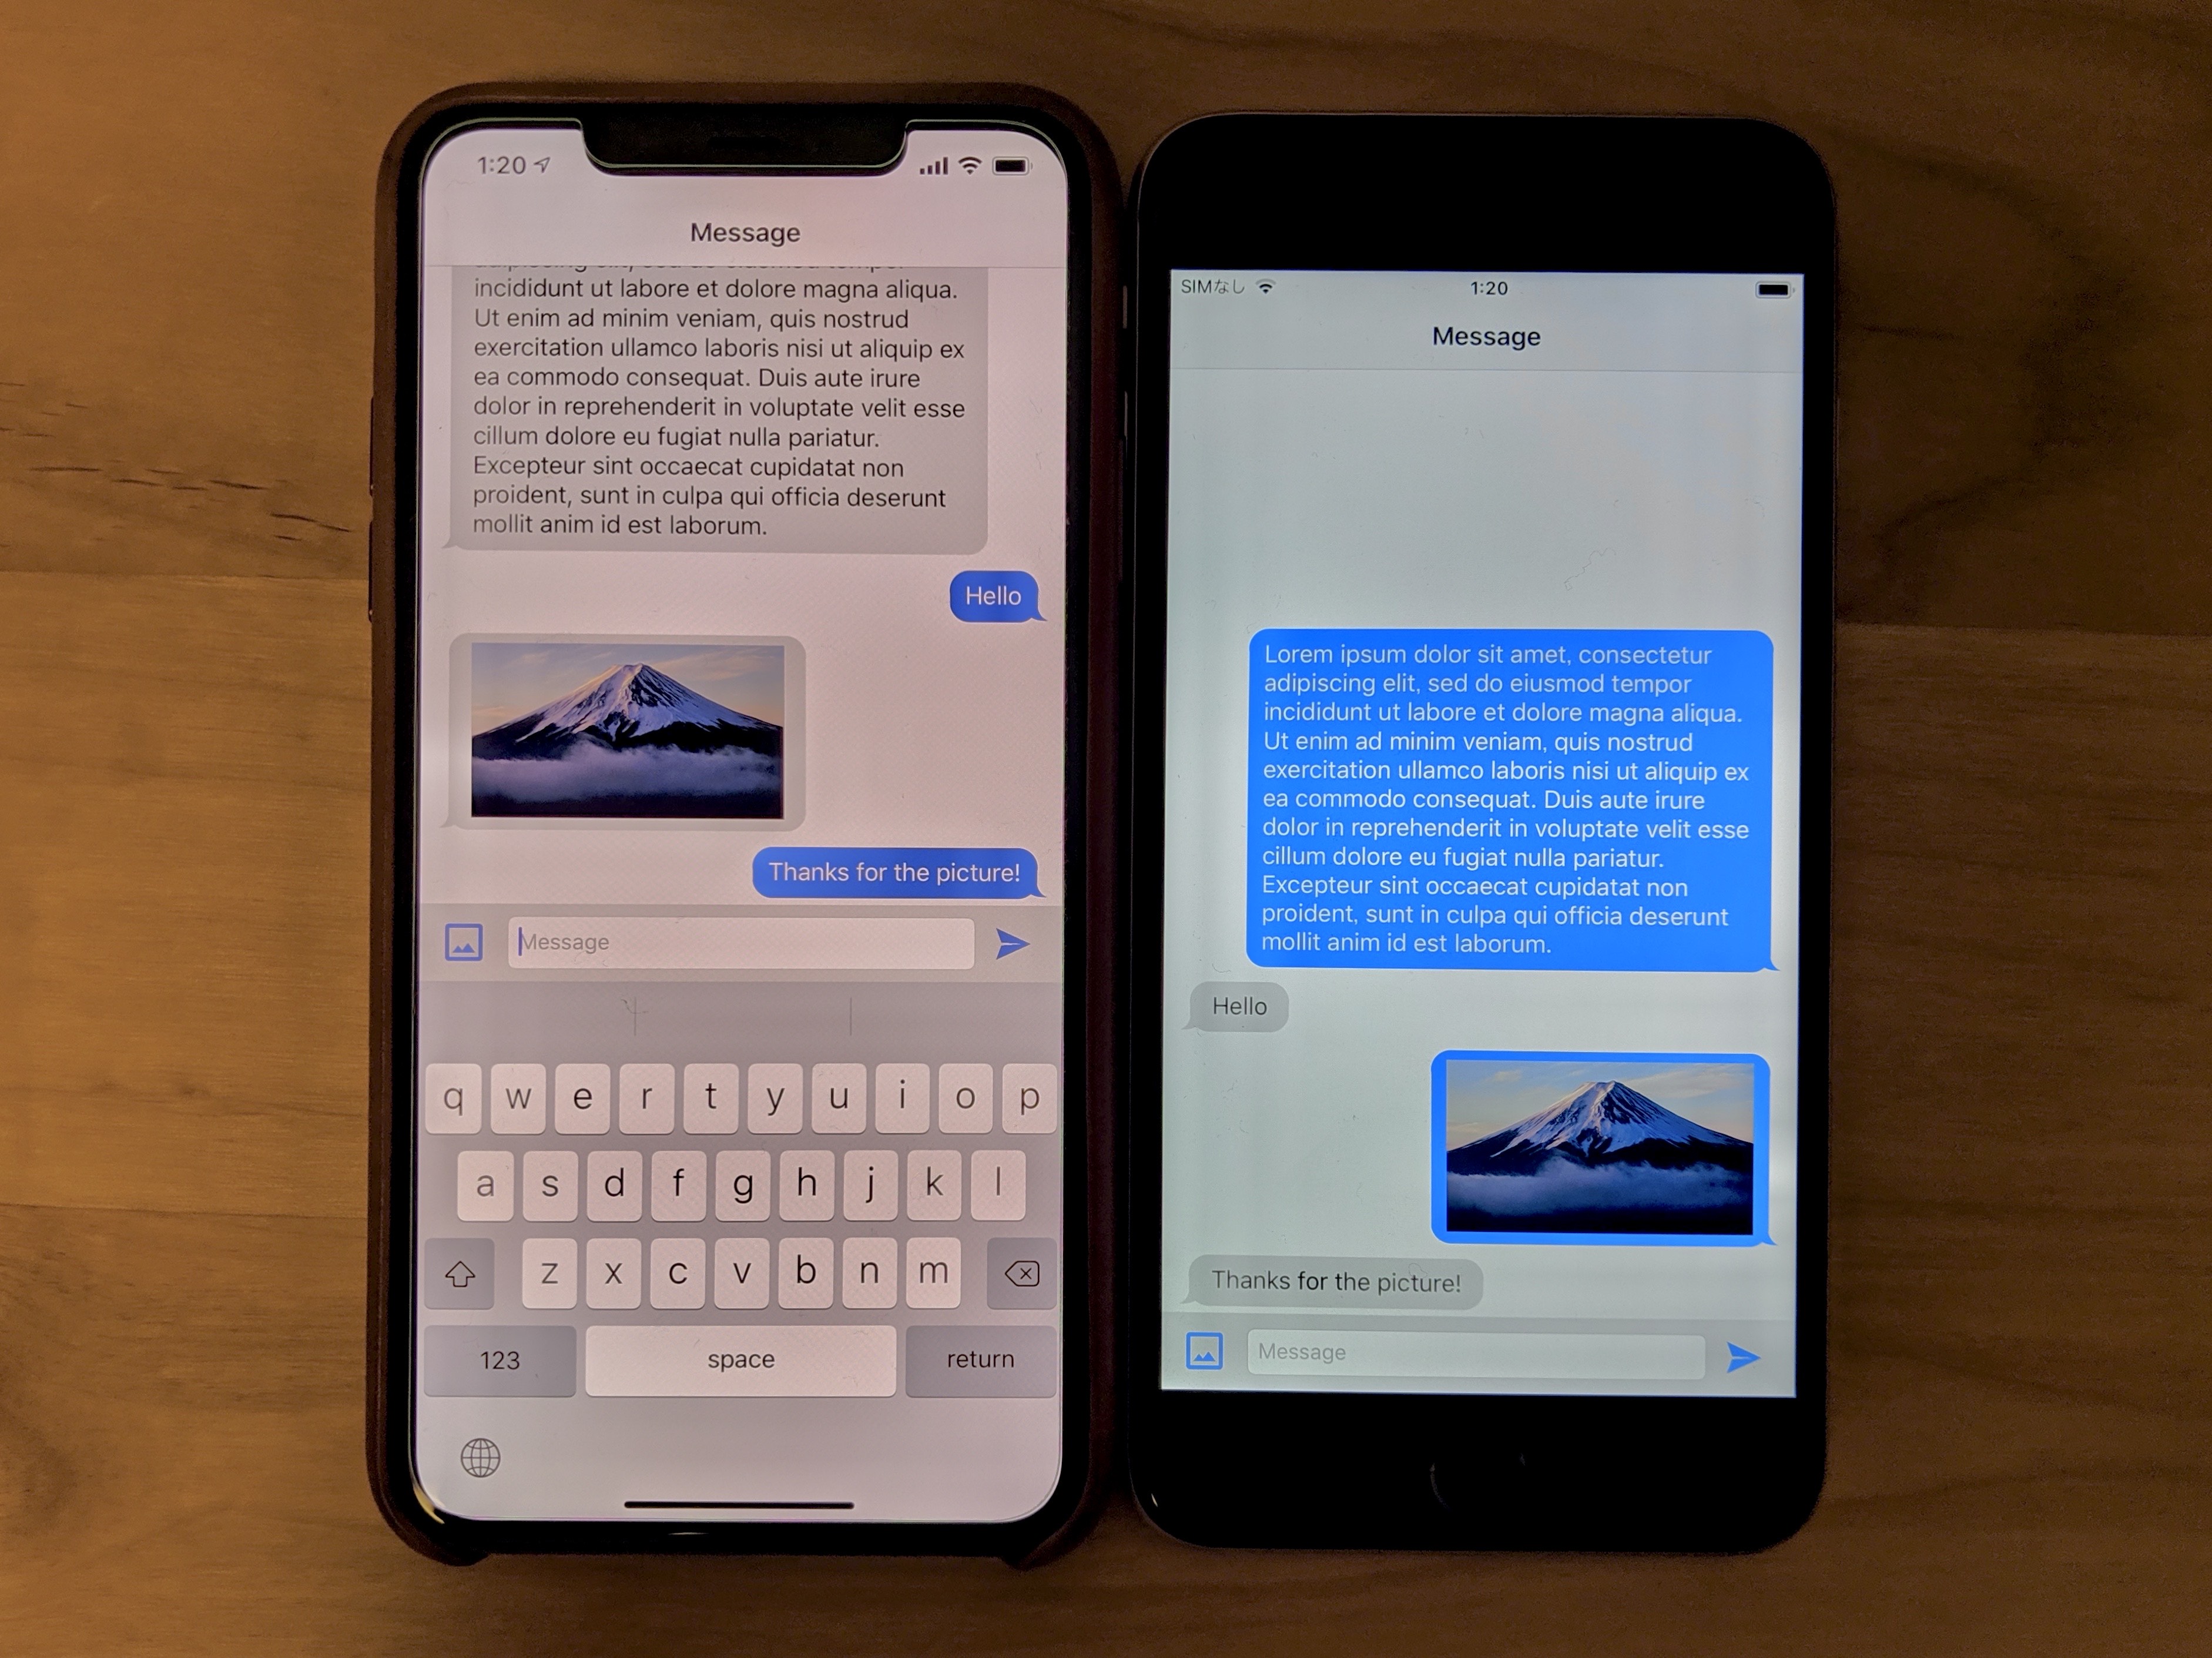 1:20
Message
adipiscing elit, sed do eiusmod tempor
incididunt ut labore et dolore magna aliqua.
Ut enim ad minim veniam, quis nostrud
exercitation ullamco laboris nisi ut aliquip ex
ea commodo consequat. Duis aute irure
dolor in reprehenderit in voluptate velit esse
cillum dolore eu fugiat nulla pariatur.
Excepteur sint occaecat cupidatat non
proident, sunt in culpa qui officia deserunt
mollit anim id est laborum.
Hello
Thanks for the picture!
Message
q w e r t y u i o p
a s d f g h j k l
z x c v b n m
123 space return
SIMなし 1:20
Message
Lorem ipsum dolor sit amet, consectetur
adipiscing elit, sed do eiusmod tempor
incididunt ut labore et dolore magna aliqua.
Ut enim ad minim veniam, quis nostrud
exercitation ullamco laboris nisi ut aliquip ex
ea commodo consequat. Duis aute irure
dolor in reprehenderit in voluptate velit esse
cillum dolore eu fugiat nulla pariatur.
Excepteur sint occaecat cupidatat non
proident, sunt in culpa qui officia deserunt
mollit anim id est laborum.
Hello
Thanks for the picture!
Message